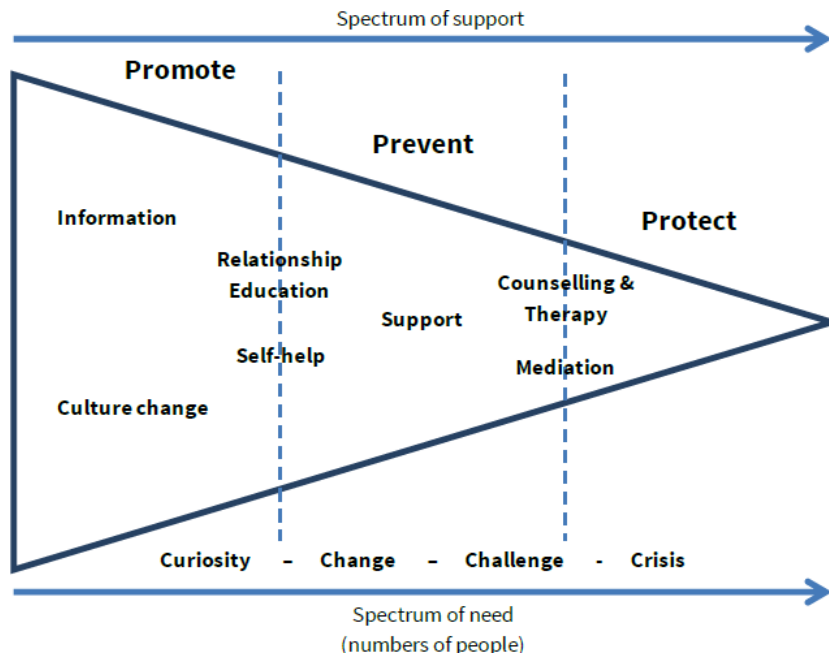 Spectrum of support
Promote
Prevent
Protect
Information
Relationship
Education
Counselling &
Therapy
Support
Self-help
Mediation
Culture change
Curiosity – Change – Challenge - Crisis
Spectrum of need
(numbers of people)